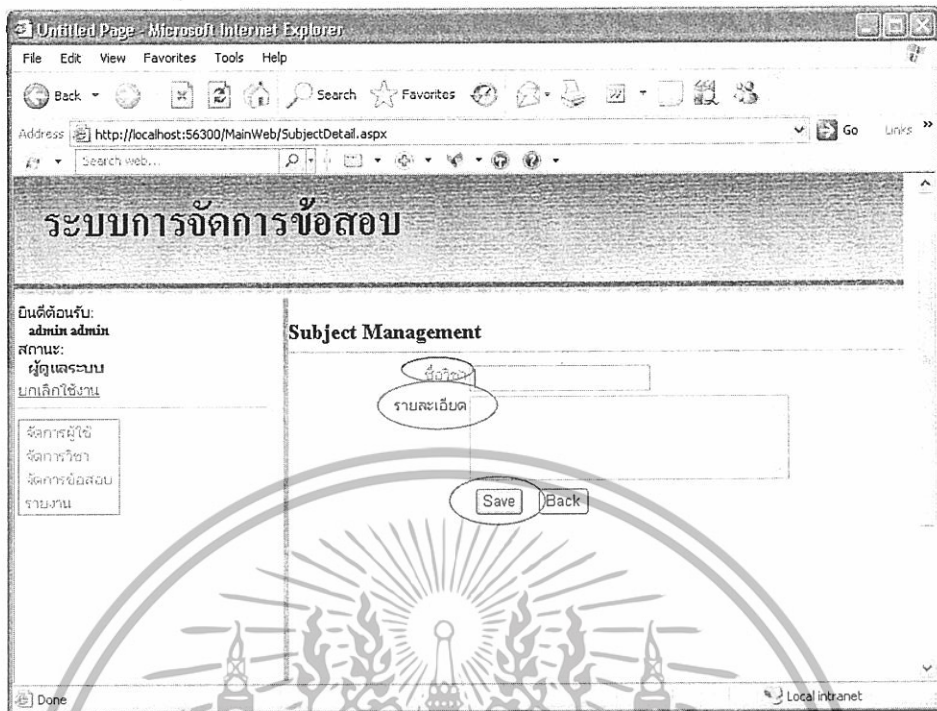 Untitled Page - Microsoft Internet Explorer
File Edit View Favorites Tools Help
Back Search Favorites
Address http://localhost:56300/MainWeb/SubjectDetail.aspx Go Links »
Search web...
ระบบการจัดการข้อสอบ
ยินดีต้อนรับ:
admin admin
สถานะ:
ผู้ดูแลระบบ
ยกเลิกใช้งาน
จัดการผู้ใช้
จัดการวิชา
จัดการข้อสอบ
รายงาน
Subject Management
ชื่อวิชา
รายละเอียด
Save Back
Done Local intranet